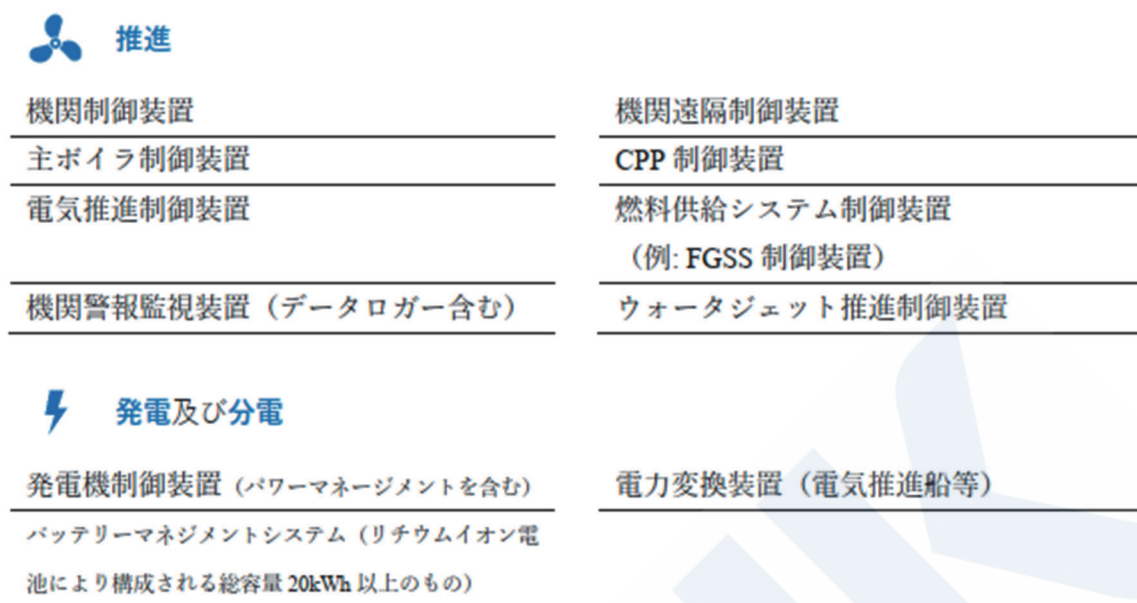 推進
機関制御装置
機関遠隔制御装置
主ボイラ制御装置
CPP 制御装置
電気推進制御装置
燃料供給システム制御装置
（例: FGSS 制御装置）
機関警報監視装置（データロガー含む）
ウォータジェット推進制御装置
発電及び分電
発電機制御装置（パワーマネージメントを含む）
電力変換装置（電気推進船等）
バッテリーマネジメントシステム（リチウムイオン電
池により構成される総容量 20kWh 以上のもの）